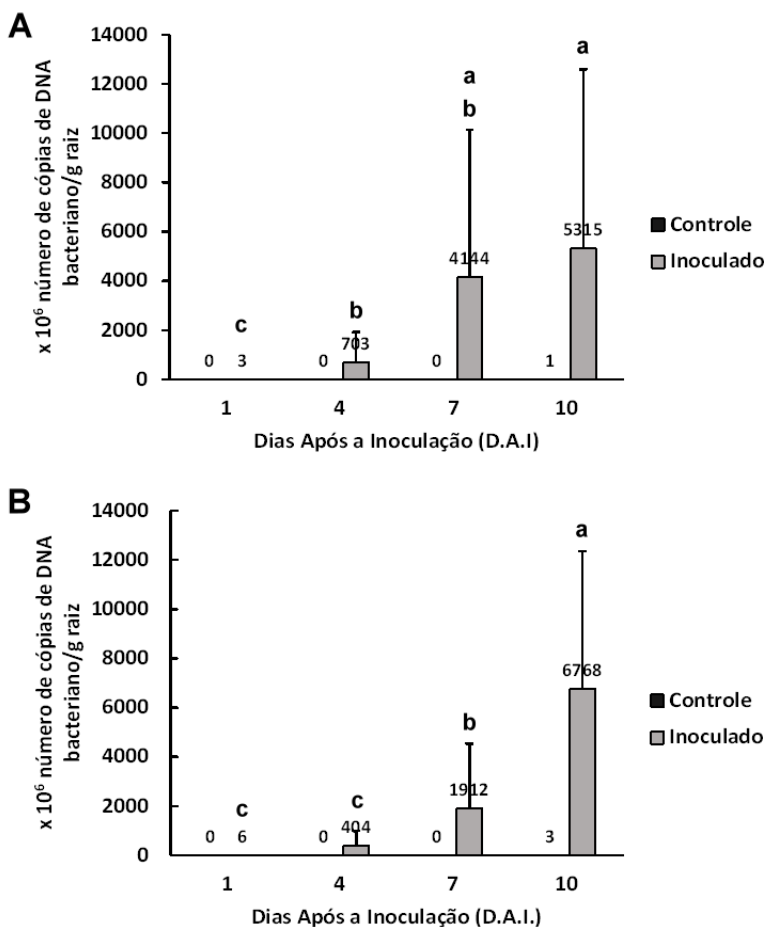 A
x 10⁶ número de cópias de DNA
bacteriano/g raiz
14000
12000
10000
8000
6000
4000
2000
0
a
a
b
b
c
5315
4144
703
0 3 0 0 1
1 4 7 10
Dias Após a Inoculação (D.A.I)
Controle
Inoculado
B
x 10⁶ número de cópias de DNA
bacteriano/g raiz
14000
12000
10000
8000
6000
4000
2000
0
a
b
c
c
6768
1912
404
0 6 0 0 3
1 4 7 10
Dias Após a Inoculação (D.A.I.)
Controle
Inoculado